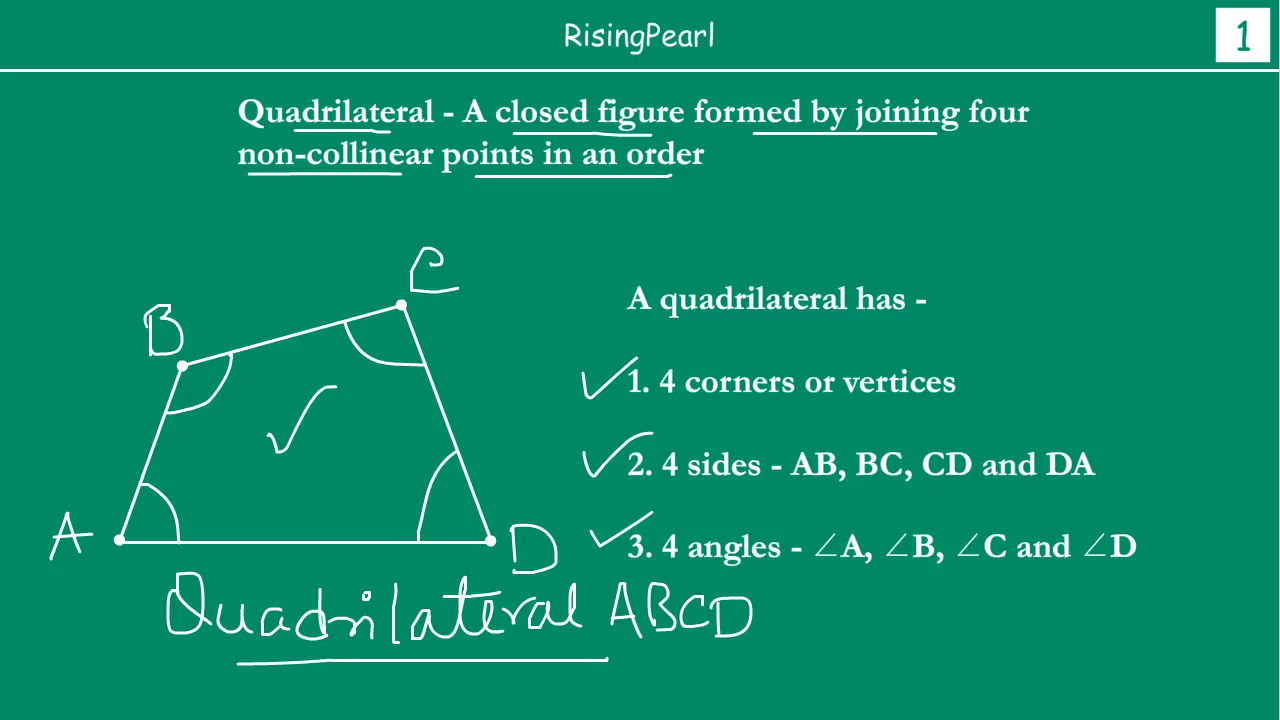 RisingPearl
1
Quadrilateral - A closed figure formed by joining four
non-collinear points in an order
C
B
A quadrilateral has -
1. 4 corners or vertices
2. 4 sides - AB, BC, CD and DA
3. 4 angles - ∠A, ∠B, ∠C and ∠D
A
D
Quadrilateral ABCD